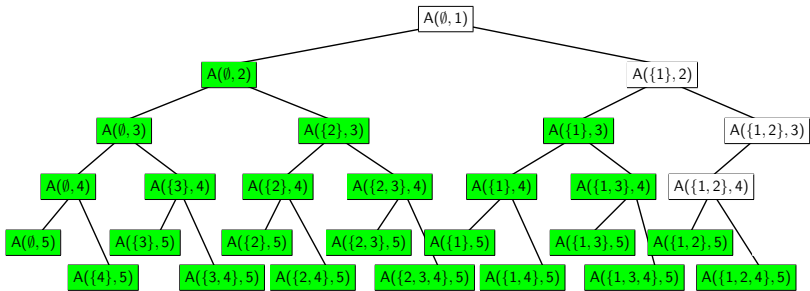 A(∅, 1)
A(∅, 2)
A({1}, 2)
A(∅, 3)
A({2}, 3)
A({1}, 3)
A({1, 2}, 3)
A(∅, 4)
A({3}, 4)
A({2}, 4)
A({2, 3}, 4)
A({1}, 4)
A({1, 3}, 4)
A({1, 2}, 4)
A(∅, 5)
A({3}, 5)
A({2}, 5)
A({2, 3}, 5)
A({1}, 5)
A({1, 3}, 5)
A({1, 2}, 5)
A({4}, 5)
A({3, 4}, 5)
A({2, 4}, 5)
A({2, 3, 4}, 5)
A({1, 4}, 5)
A({1, 3, 4}, 5)
A({1, 2, 4}, 5)